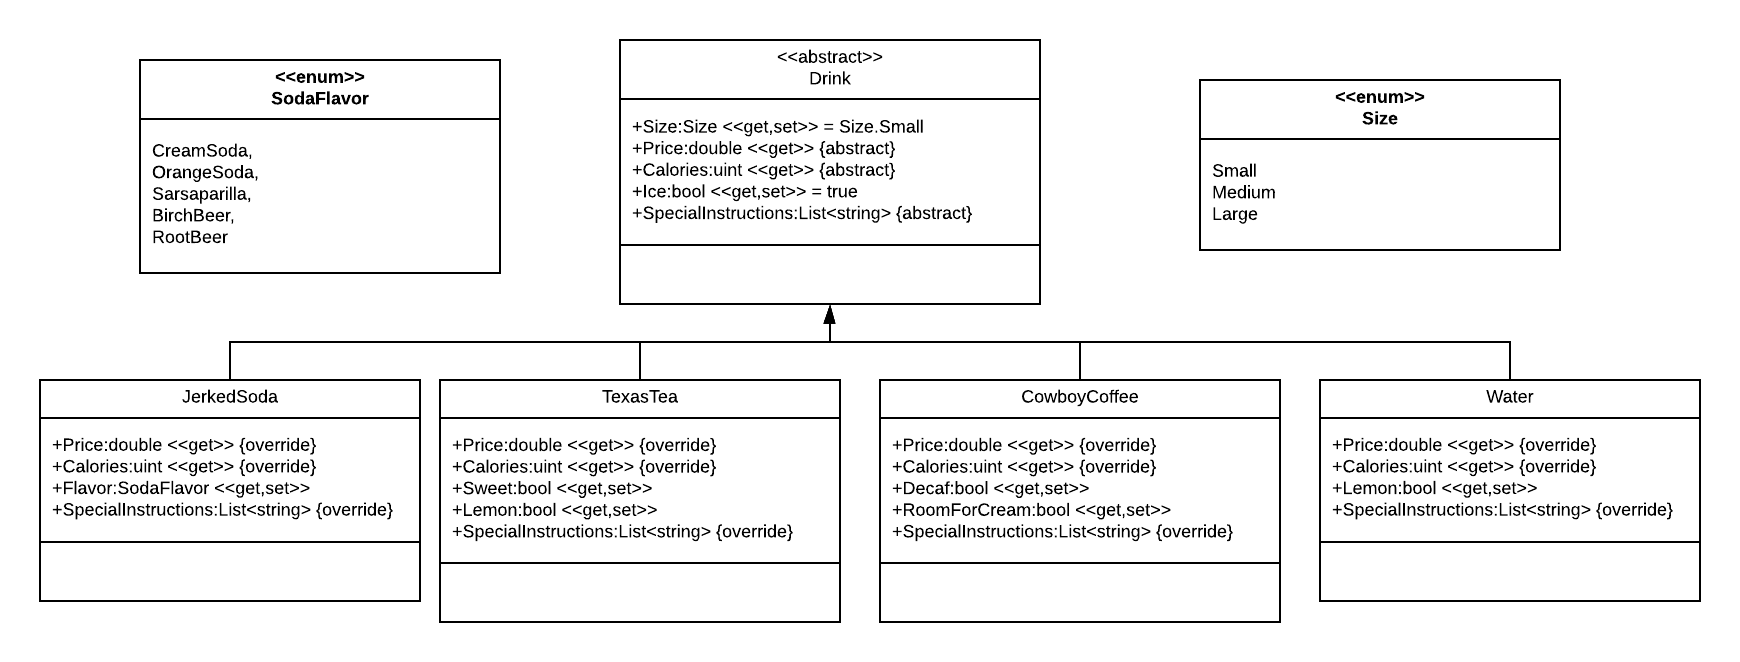 <<enum>>
SodaFlavor
CreamSoda,
OrangeSoda,
Sarsaparilla,
BirchBeer,
RootBeer
<<abstract>>
Drink
+Size:Size <<get,set>> = Size.Small
+Price:double <<get>> {abstract}
+Calories:uint <<get>> {abstract}
+Ice:bool <<get,set>> = true
+SpecialInstructions:List<string> {abstract}
<<enum>>
Size
Small
Medium
Large
JerkedSoda
+Price:double <<get>> {override}
+Calories:uint <<get>> {override}
+Flavor:SodaFlavor <<get,set>>
+SpecialInstructions:List<string> {override}
TexasTea
+Price:double <<get>> {override}
+Calories:uint <<get>> {override}
+Sweet:bool <<get,set>>
+Lemon:bool <<get,set>>
+SpecialInstructions:List<string> {override}
CowboyCoffee
+Price:double <<get>> {override}
+Calories:uint <<get>> {override}
+Decaf:bool <<get,set>>
+RoomForCream:bool <<get,set>>
+SpecialInstructions:List<string> {override}
Water
+Price:double <<get>> {override}
+Calories:uint <<get>> {override}
+Lemon:bool <<get,set>>
+SpecialInstructions:List<string> {override}